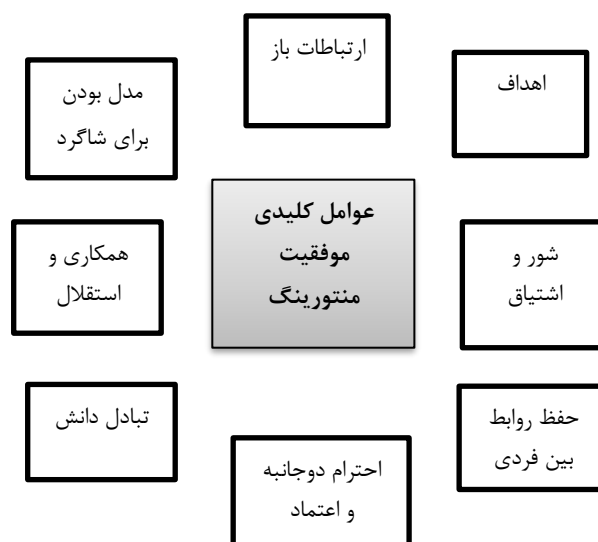 ارتباطات باز
اهداف
مدل بودن
برای شاگرد
عوامل کلیدی
موفقیت
منتورینگ
شور و
اشتیاق
همکاری و
استقلال
حفظ روابط
بین فردی
تبادل دانش
احترام دوجانبه
و اعتماد